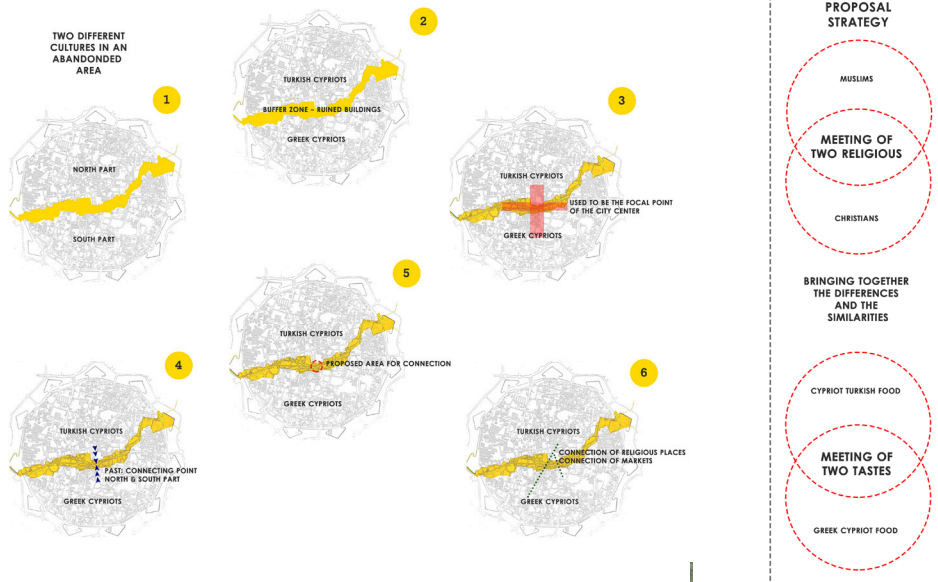 TWO DIFFERENT
CULTURES IN AN
ABANDONDED
AREA
1
NORTH PART
SOUTH PART
2
TURKISH CYPRIOTS
BUFFER ZONE – RUINED BUILDINGS
GREEK CYPRIOTS
3
TURKISH CYPRIOTS
USED TO BE THE FOCAL POINT
OF THE CITY CENTER
GREEK CYPRIOTS
4
TURKISH CYPRIOTS
PAST: CONNECTING POINT
NORTH & SOUTH PART
GREEK CYPRIOTS
5
TURKISH CYPRIOTS
PROPOSED AREA FOR CONNECTION
GREEK CYPRIOTS
6
TURKISH CYPRIOTS
CONNECTION OF RELIGIOUS PLACES
CONNECTION OF MARKETS
GREEK CYPRIOTS
PROPOSAL
STRATEGY
MUSLIMS
MEETING OF
TWO RELIGIOUS
CHRISTIANS
BRINGING TOGETHER
THE DIFFERENCES
AND THE
SIMILARITIES
CYPRIOT TURKISH FOOD
MEETING OF
TWO TASTES
GREEK CYPRIOT FOOD